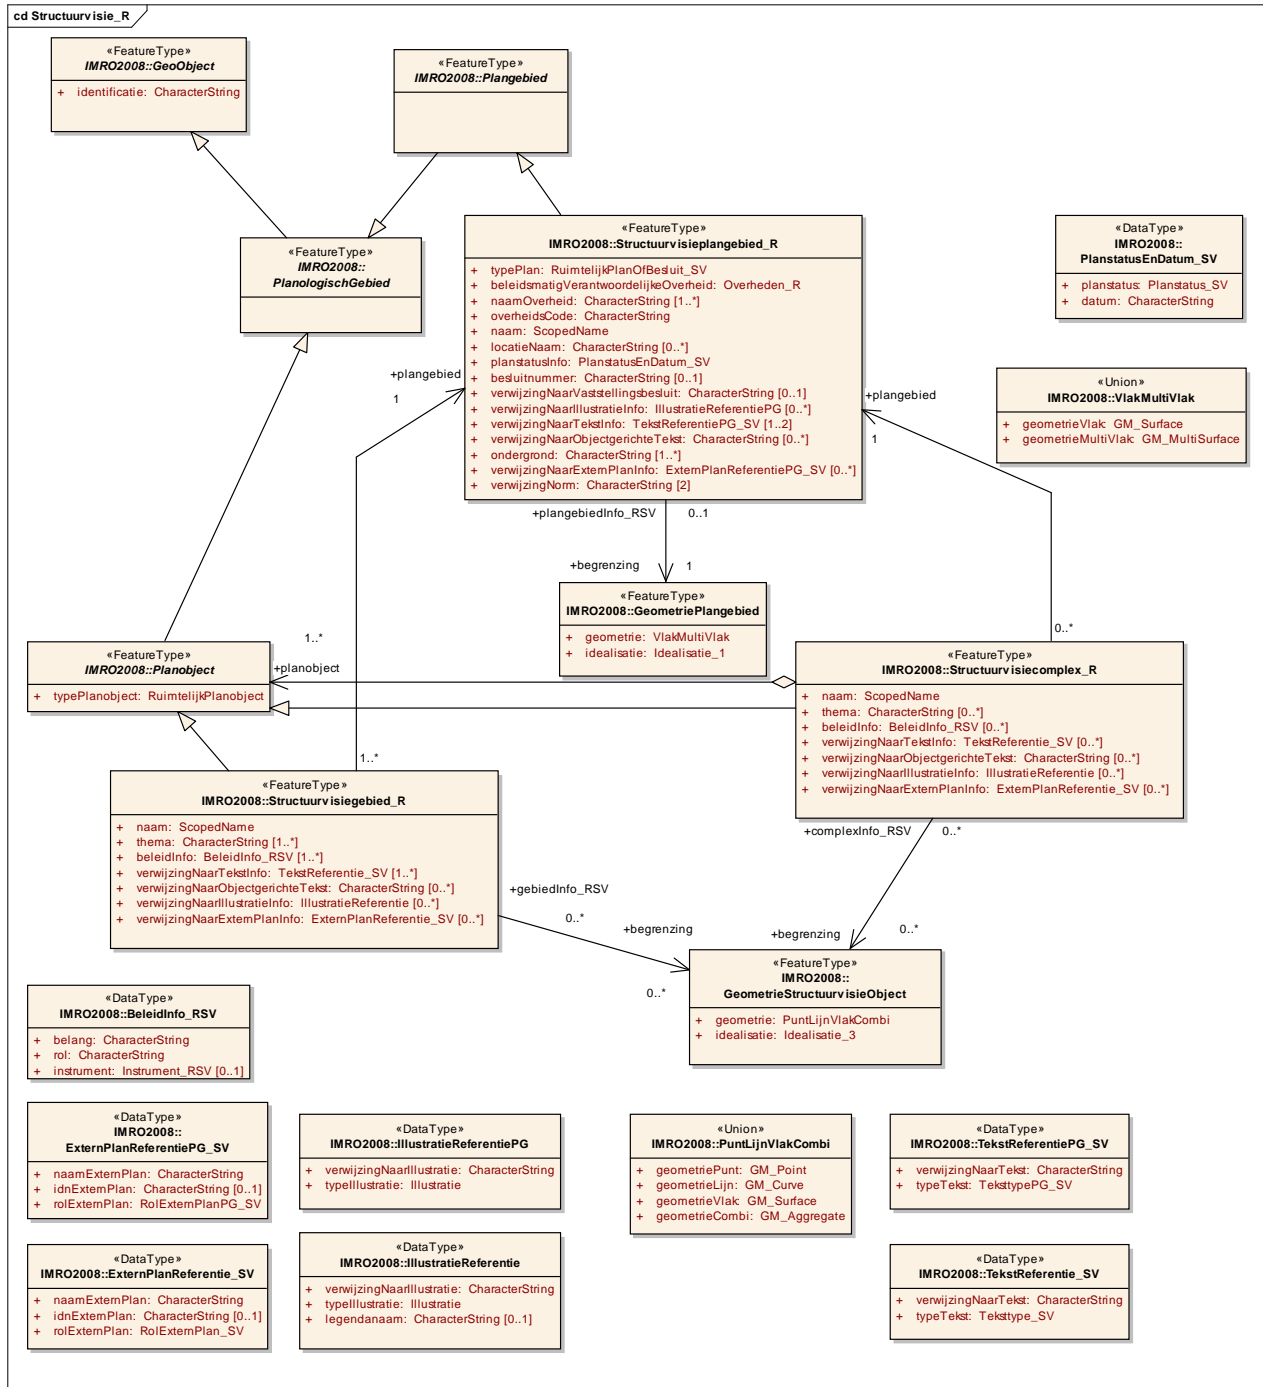 cd Structuurvisie_R
«FeatureType»
IMRO2008::GeoObject
+ identificatie: CharacterString
«FeatureType»
IMRO2008::Plangebied
«FeatureType»
IMRO2008::
PlanologischGebied
«FeatureType»
IMRO2008::Structuurvisieplangebied_R
+ typePlan: RuimtelijkPlanOfBesluit_SV
+ beleidsmatigVerantwoordelijkeOverheid: Overheden_R
+ naamOverheid: CharacterString [1..*]
+ overheidsCode: CharacterString
+ naam: ScopedName
+ locatieNaam: CharacterString [0..*]
+ planstatusInfo: PlanstatusEnDatum_SV
+ besluitnummer: CharacterString [0..1]
+ verwijzingNaarVaststellingsbesluit: CharacterString [0..1]
+ verwijzingNaarIllustratieInfo: IllustratieReferentiePG [0..*]
+ verwijzingNaarTekstInfo: TekstReferentiePG_SV [1..2]
+ verwijzingNaarObjectgerichteTekst: CharacterString [0..*]
+ ondergrond: CharacterString [1..*]
+ verwijzingNaarExternPlanInfo: ExternPlanReferentiePG_SV [0..*]
+ verwijzingNorm: CharacterString [2]
«DataType»
IMRO2008::
PlanstatusEnDatum_SV
+ planstatus: Planstatus_SV
+ datum: CharacterString
«Union»
IMRO2008::VlakMultiVlak
+ geometrieVlak: GM_Surface
+ geometrieMultiVlak: GM_MultiSurface
+plangebied
1
+plangebied
1
+plangebiedInfo_RSV
0..1
+begrenzing
1
«FeatureType»
IMRO2008::GeometriePlangebied
+ geometrie: VlakMultiVlak
+ idealisatie: Idealisatie_1
«FeatureType»
IMRO2008::Planobject
+ typePlanobject: RuimtelijkPlanobject
1..*
+planobject
0..*
«FeatureType»
IMRO2008::Structuurvisiecomplex_R
+ naam: ScopedName
+ thema: CharacterString [0..*]
+ beleidInfo: BeleidInfo_RSV [0..*]
+ verwijzingNaarTekstInfo: TekstReferentie_SV [0..*]
+ verwijzingNaarObjectgerichteTekst: CharacterString [0..*]
+ verwijzingNaarIllustratieInfo: IllustratieReferentie [0..*]
+ verwijzingNaarExternPlanInfo: ExternPlanReferentie_SV [0..*]
1..*
«FeatureType»
IMRO2008::Structuurvisiegebied_R
+ naam: ScopedName
+ thema: CharacterString [1..*]
+ beleidInfo: BeleidInfo_RSV [1..*]
+ verwijzingNaarTekstInfo: TekstReferentie_SV [1..*]
+ verwijzingNaarObjectgerichteTekst: CharacterString [0..*]
+ verwijzingNaarIllustratieInfo: IllustratieReferentie [0..*]
+ verwijzingNaarExternPlanInfo: ExternPlanReferentie_SV [0..*]
+complexInfo_RSV
0..*
+gebiedInfo_RSV
0..*
+begrenzing
0..*
+begrenzing
0..*
«FeatureType»
IMRO2008::
GeometrieStructuurvisieObject
+ geometrie: PuntLijnVlakCombi
+ idealisatie: Idealisatie_3
«DataType»
IMRO2008::BeleidInfo_RSV
+ belang: CharacterString
+ rol: CharacterString
+ instrument: Instrument_RSV [0..1]
«DataType»
IMRO2008::
ExternPlanReferentiePG_SV
+ naamExternPlan: CharacterString
+ idnExternPlan: CharacterString [0..1]
+ rolExternPlan: RolExternPlanPG_SV
«DataType»
IMRO2008::IllustratieReferentiePG
+ verwijzingNaarIllustratie: CharacterString
+ typeIllustratie: Illustratie
«Union»
IMRO2008::PuntLijnVlakCombi
+ geometriePunt: GM_Point
+ geometrieLijn: GM_Curve
+ geometrieVlak: GM_Surface
+ geometrieCombi: GM_Aggregate
«DataType»
IMRO2008::TekstReferentiePG_SV
+ verwijzingNaarTekst: CharacterString
+ typeTekst: TeksttypePG_SV
«DataType»
IMRO2008::ExternPlanReferentie_SV
+ naamExternPlan: CharacterString
+ idnExternPlan: CharacterString [0..1]
+ rolExternPlan: RolExternPlan_SV
«DataType»
IMRO2008::IllustratieReferentie
+ verwijzingNaarIllustratie: CharacterString
+ typeIllustratie: Illustratie
+ legendanaam: CharacterString [0..1]
«DataType»
IMRO2008::TekstReferentie_SV
+ verwijzingNaarTekst: CharacterString
+ typeTekst: Teksttype_SV